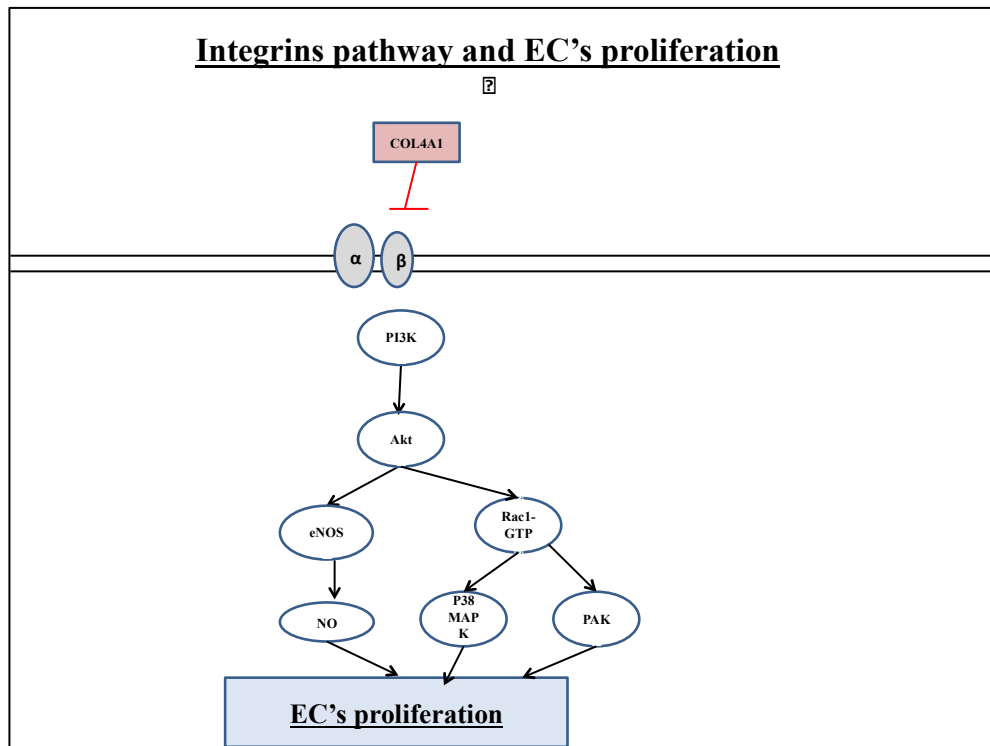 Integrins pathway and EC's proliferation
?
COL4A1
α
β
PI3K
Akt
eNOS
Rac1-
GTP
NO
P38
MAP
K
PAK
EC's proliferation